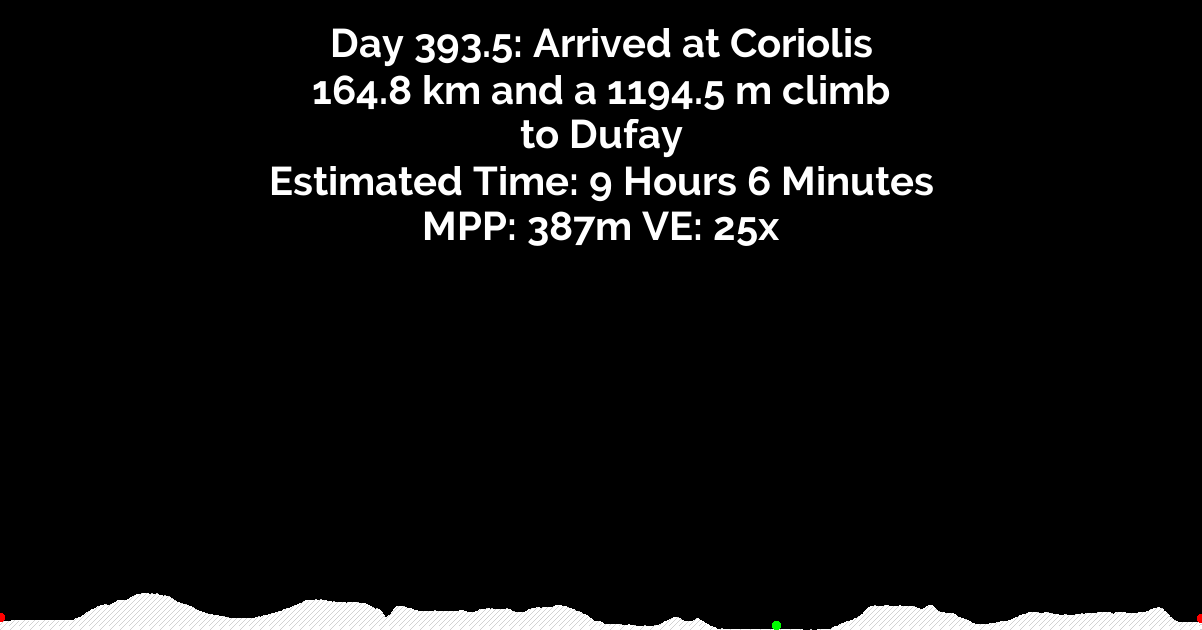 Day 393.5: Arrived at Coriolis
164.8 km and a 1194.5 m climb
to Dufay
Estimated Time: 9 Hours 6 Minutes
MPP: 387m VE: 25x